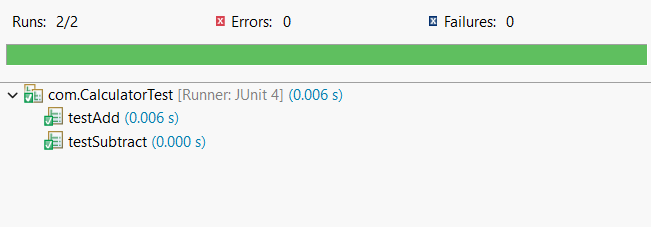 Runs: 2/2 Errors: 0 Failures: 0
com.CalculatorTest [Runner: JUnit 4] (0.006 s)
testAdd (0.006 s)
testSubtract (0.000 s)